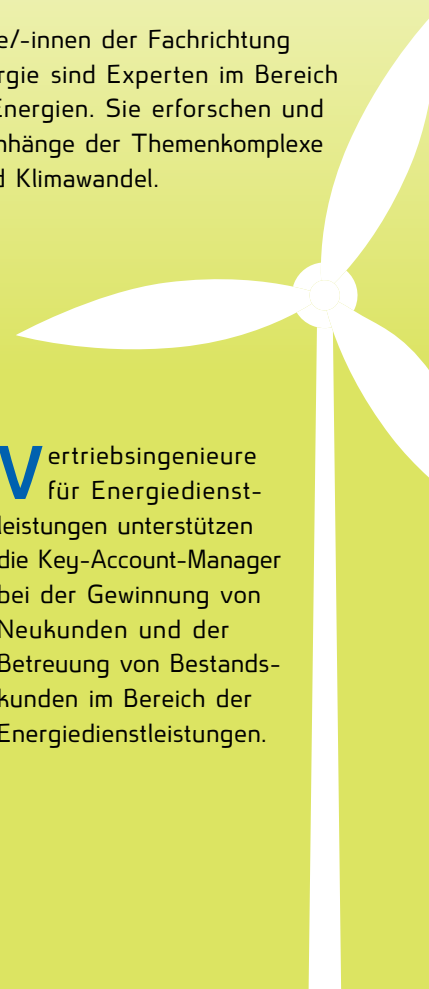 e/-innen der Fachrichtung
rgie sind Experten im Bereich
Energien. Sie erforschen und
nhänge der Themenkomplexe
d Klimawandel.
Vertriebsingenieure
für Energiedienst-
leistungen unterstützen
die Key-Account-Manager
bei der Gewinnung von
Neukunden und der
Betreuung von Bestands-
kunden im Bereich der
Energiedienstleistungen.